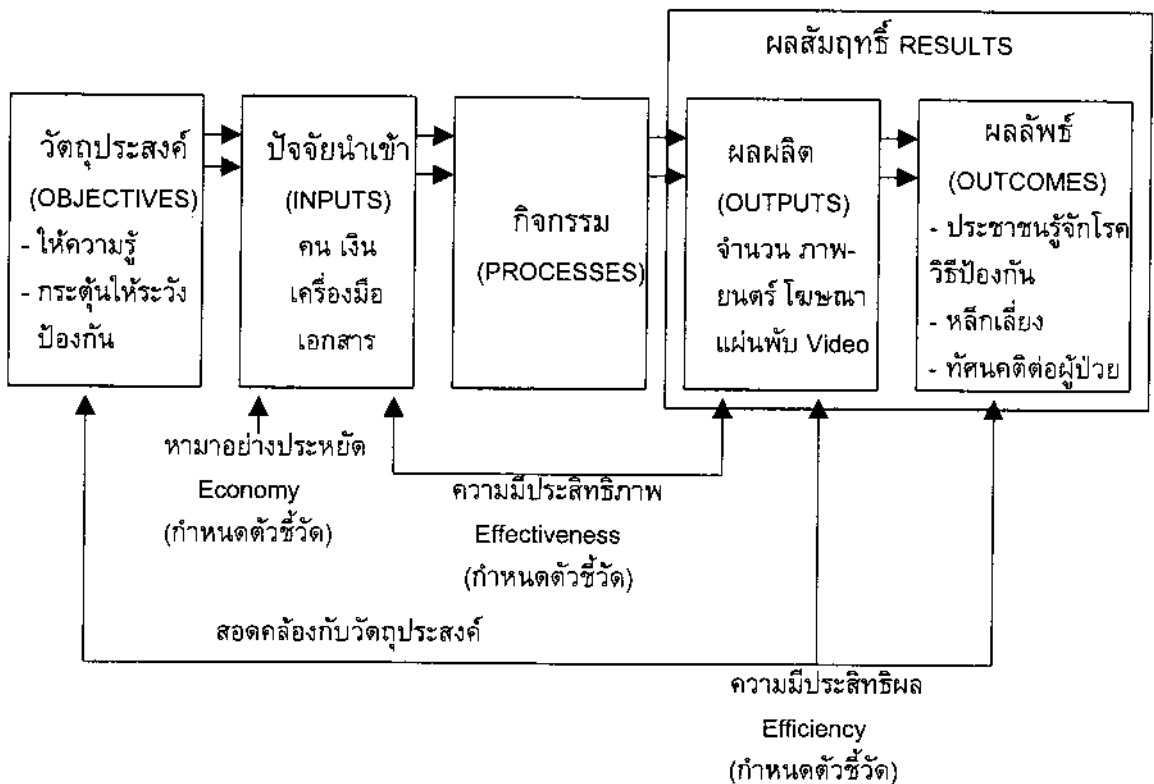 ผลสัมฤทธิ์ RESULTS
วัตถุประสงค์
(OBJECTIVES)
- ให้ความรู้
- กระตุ้นให้ระวัง
ป้องกัน
ปัจจัยนำเข้า
(INPUTS)
คน เงิน
เครื่องมือ
เอกสาร
กิจกรรม
(PROCESSES)
ผลผลิต
(OUTPUTS)
จำนวน ภาพ-
ยนตร์ โฆษณา
แผ่นพับ Video
ผลลัพธ์
(OUTCOMES)
- ประชาชนรู้จักโรค
วิธีป้องกัน
- หลีกเลี่ยง
- ทัศนคติต่อผู้ป่วย
หามาอย่างประหยัด
Economy
(กำหนดตัวชี้วัด)
ความมีประสิทธิภาพ
Effectiveness
(กำหนดตัวชี้วัด)
สอดคล้องกับวัตถุประสงค์
ความมีประสิทธิผล
Efficiency
(กำหนดตัวชี้วัด)